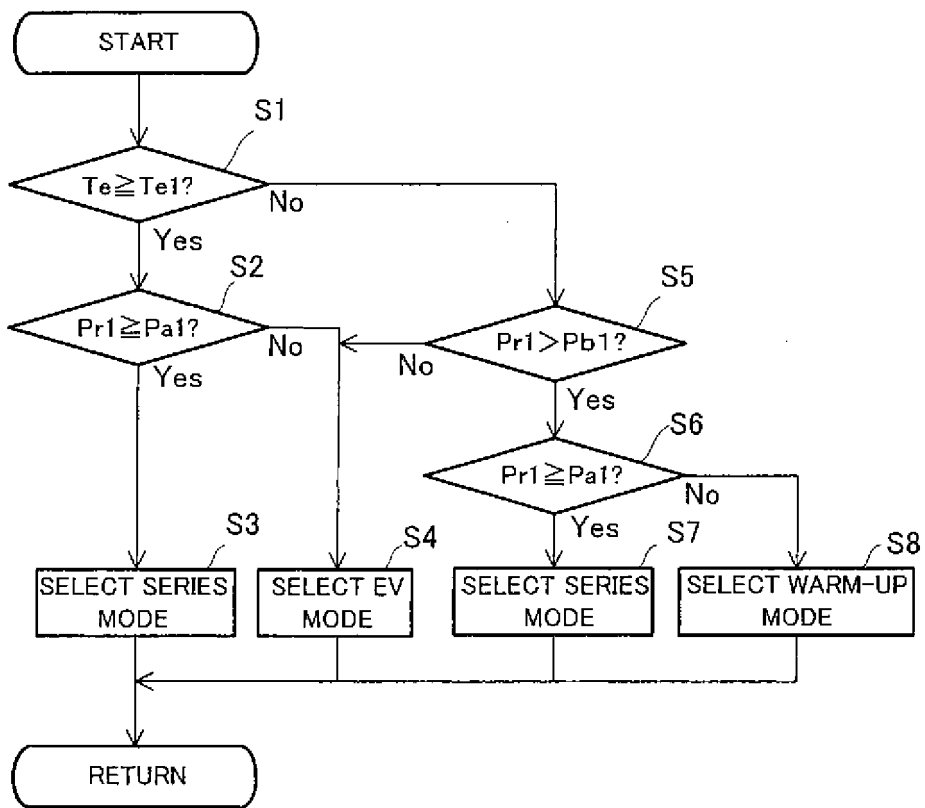 START
S1
Te≧Te1?
No
Yes
S2
Pr1≧Pa1?
No
Yes
S5
Pr1>Pb1?
No
Yes
S6
Pr1≧Pa1?
No
Yes
S3
SELECT SERIES
MODE
S4
SELECT EV
MODE
S7
SELECT SERIES
MODE
S8
SELECT WARM-UP
MODE
RETURN